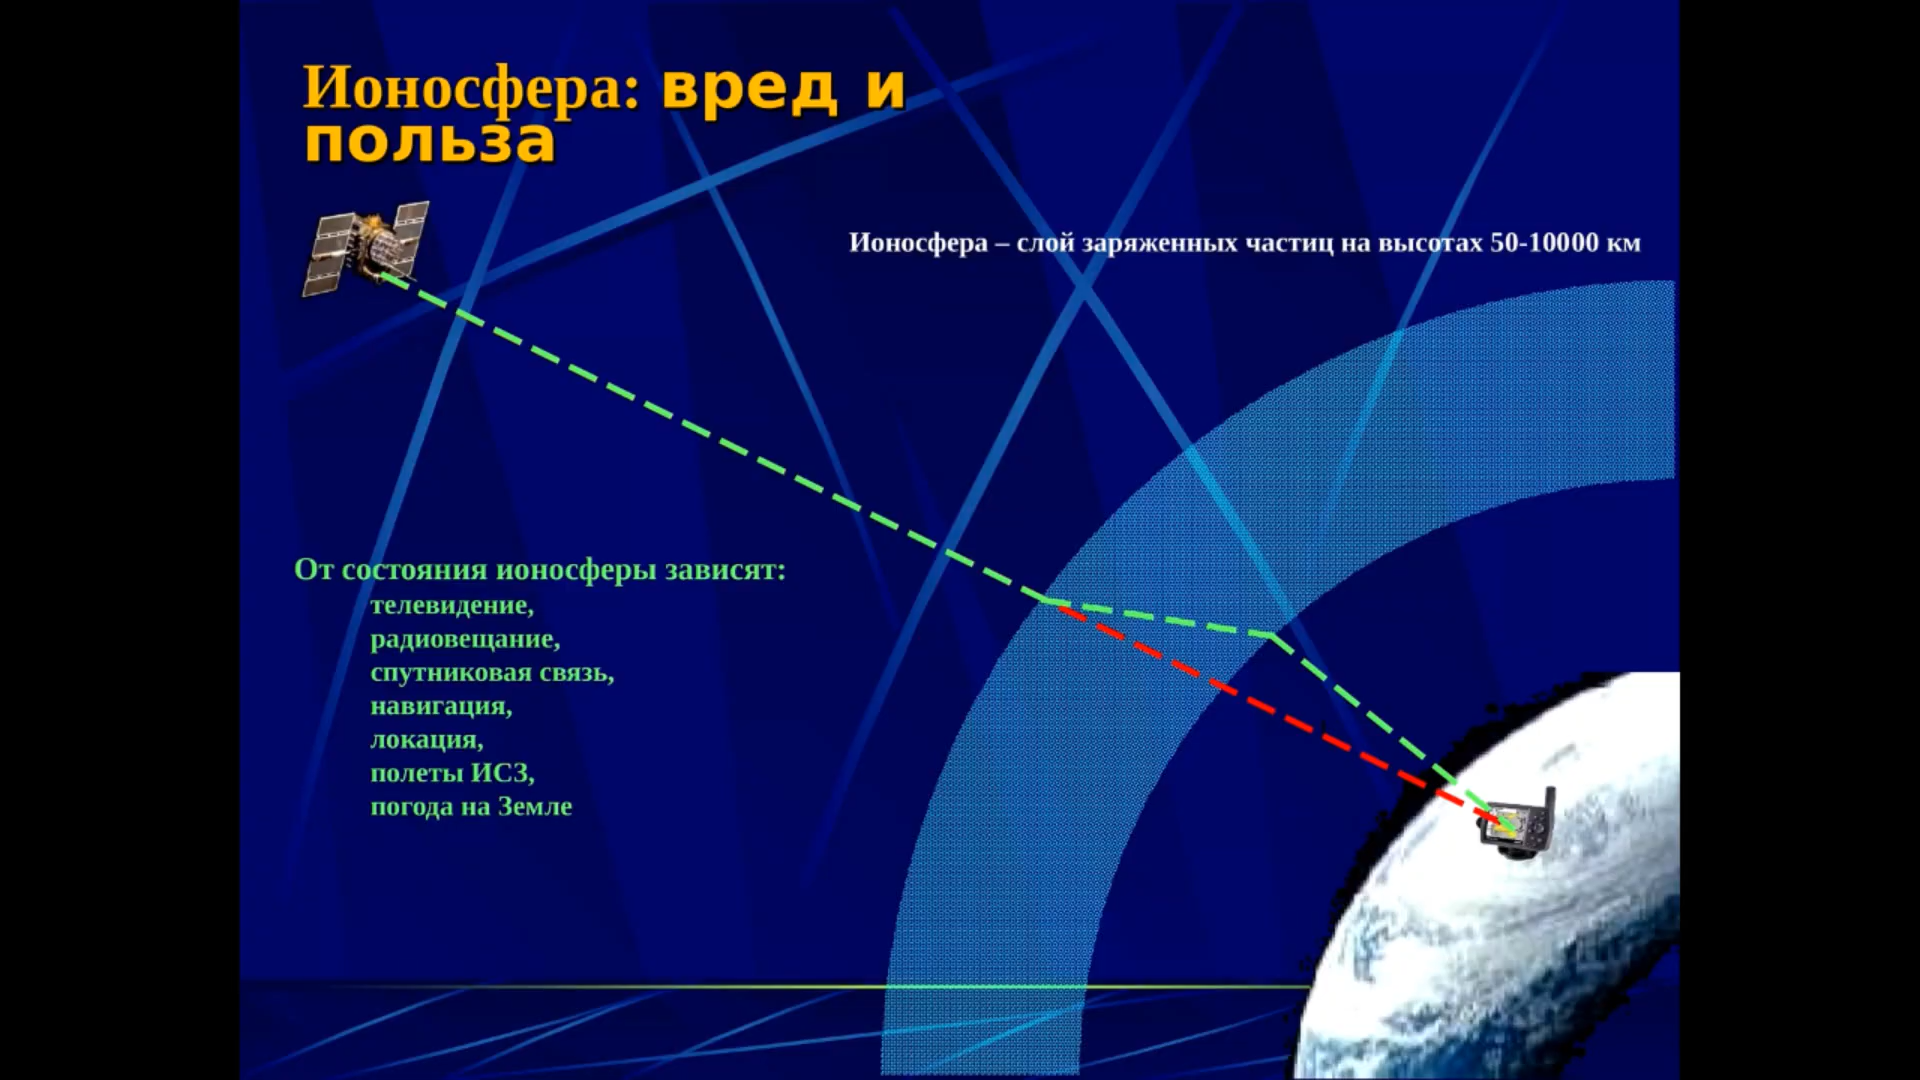 Ионосфера: вред и
польза
Ионосфера – слой заряженных частиц на высотах 50-10000 км
От состояния ионосферы зависят:
телевидение,
радиовещание,
спутниковая связь,
навигация,
локация,
полеты ИСЗ,
погода на Земле